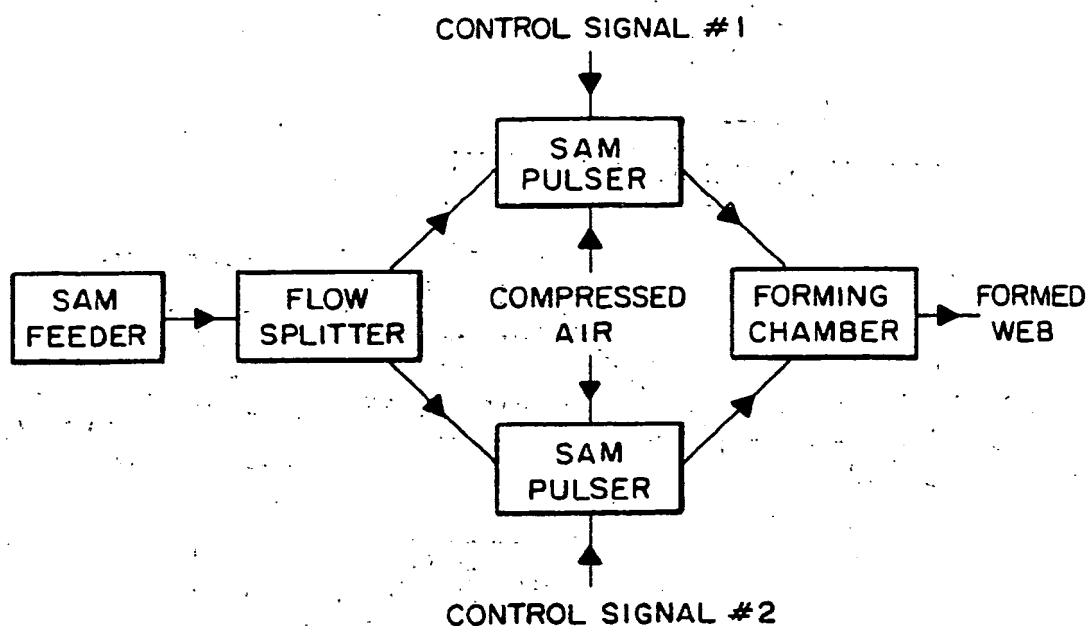 CONTROL SIGNAL #1
SAM
PULSER
SAM
FEEDER
FLOW
SPLITTER
COMPRESSED
AIR
FORMING
CHAMBER
FORMED
WEB
SAM
PULSER
CONTROL SIGNAL #2